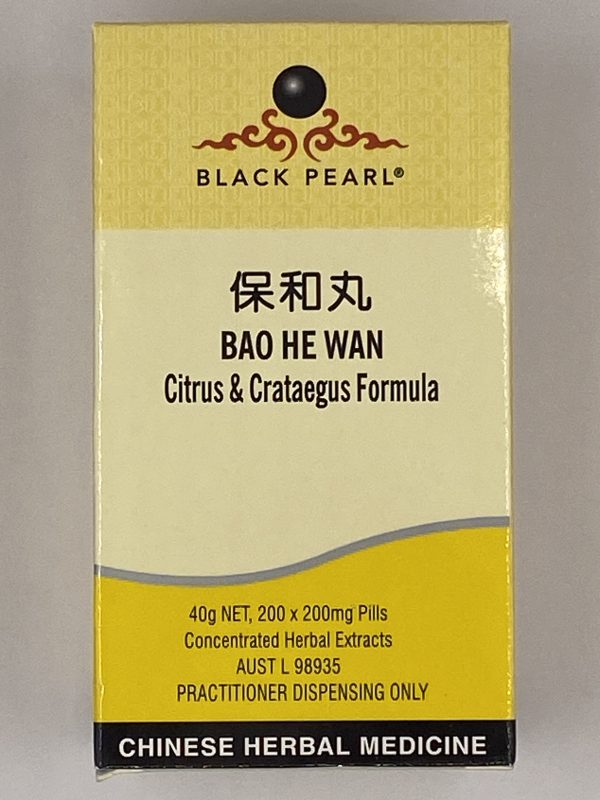 BLACK PEARL®
保和丸
BAO HE WAN
Citrus & Crataegus Formula
40g NET, 200 x 200mg Pills
Concentrated Herbal Extracts
AUST L 98935
PRACTITIONER DISPENSING ONLY
CHINESE HERBAL MEDICINE